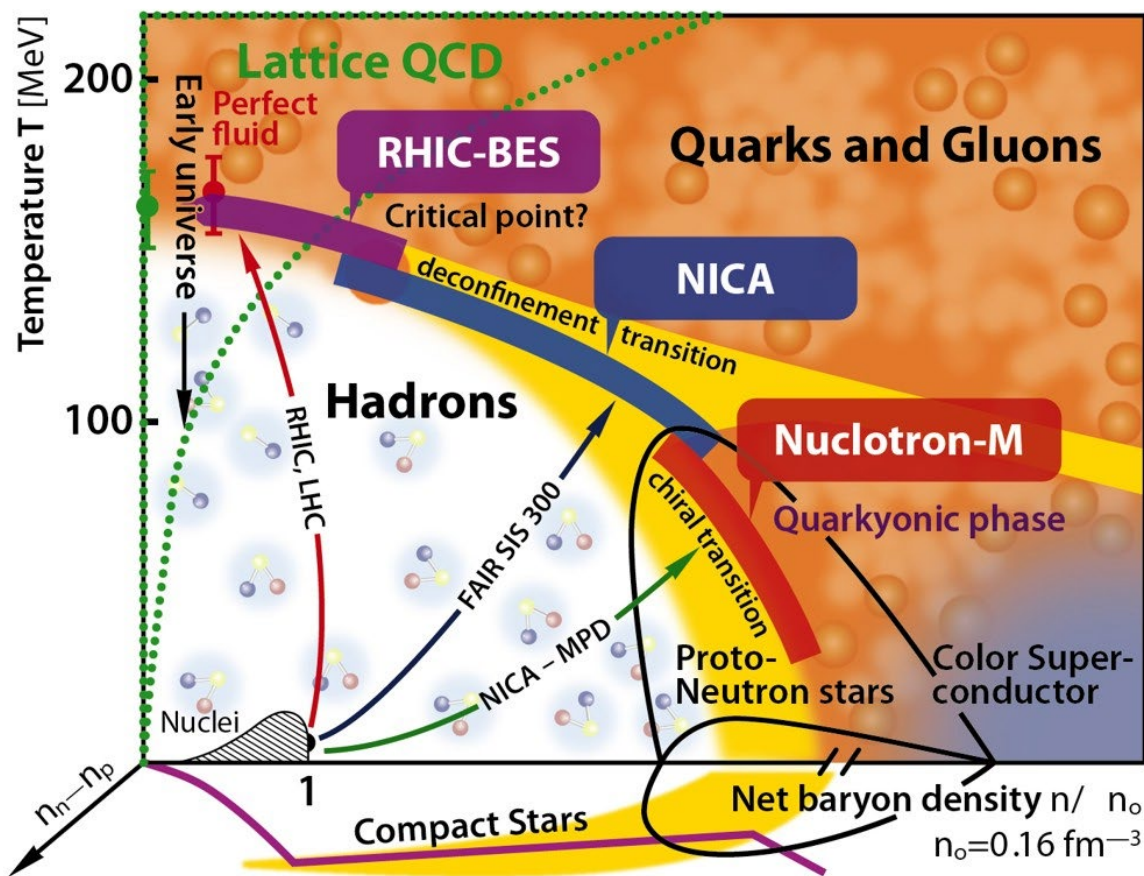 Temperature T [MeV]
200
100
Lattice QCD
Early universe
Perfect
fluid
RHIC-BES
Critical point?
Quarks and Gluons
NICA
deconfinement transition
Hadrons
RHIC, LHC
FAIR SIS 300
NICA – MPD
Nuclotron-M
Quarkyonic phase
chiral transition
Proto-
Neutron stars
Color Super-
conductor
Nuclei
nₙ–nₚ
1
Compact Stars
Net baryon density n/ nₒ
nₒ=0.16 fm⁻³